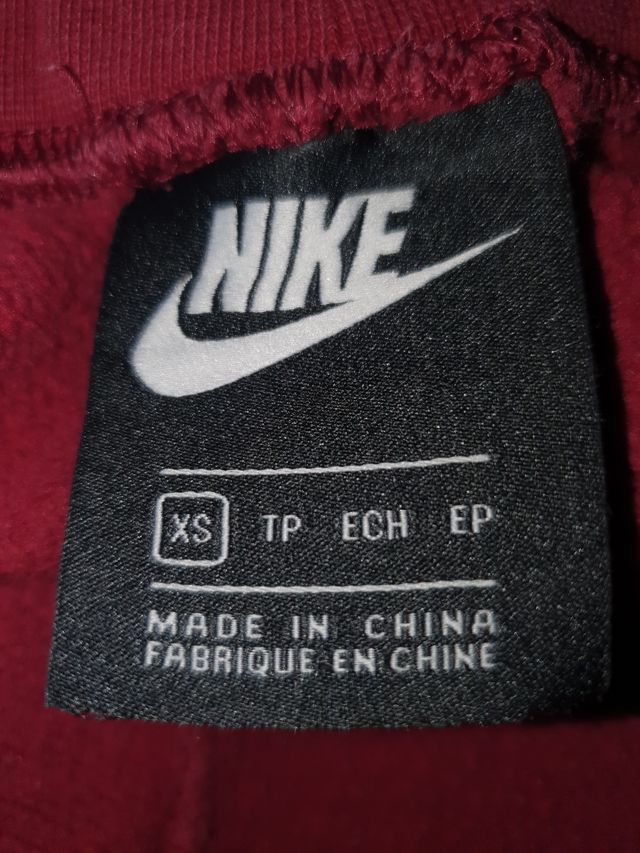 NIKE
XS TP ECH EP
MADE IN CHINA
FABRIQUE EN CHINE